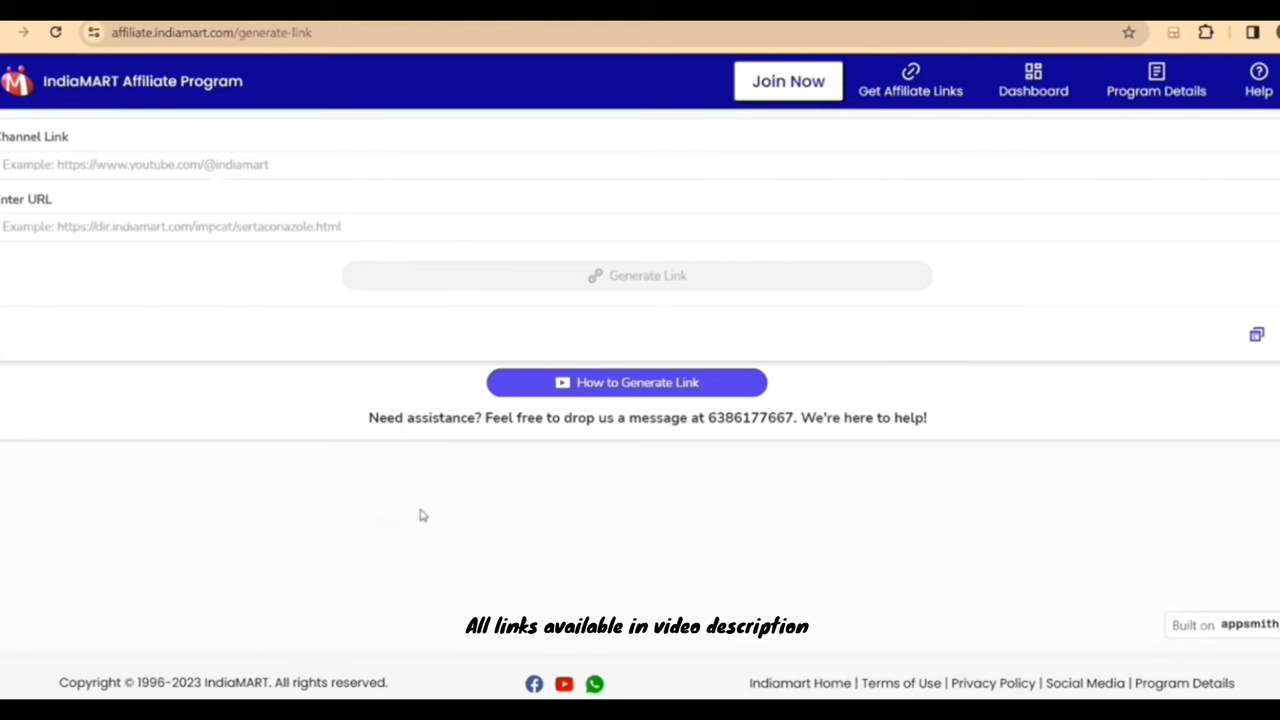 affiliate.indiamart.com/generate-link
IndiaMART Affiliate Program
Join Now
Get Affiliate Links
Dashboard
Program Details
Help
Channel Link
Example: https://www.youtube.com/@indiamart
nter URL
Example: https://dir.indiamart.com/impcat/sertaconazole.html
Generate Link
How to Generate Link
Need assistance? Feel free to drop us a message at 6386177667. We're here to help!
All links available in video description
Built on appsmith
Copyright © 1996-2023 IndiaMART. All rights reserved.
Indiamart Home | Terms of Use | Privacy Policy | Social Media | Program Details